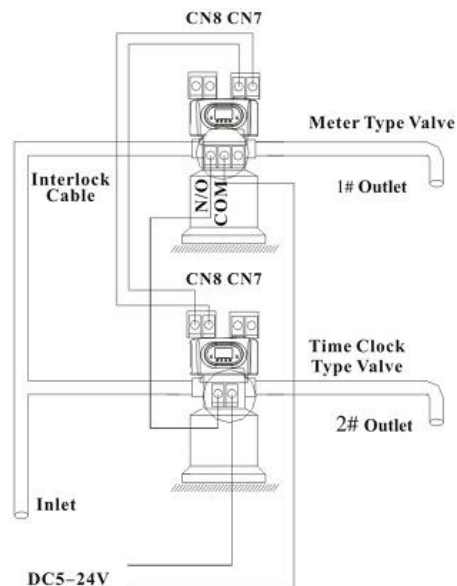 CN8 CN7
Meter Type Valve
Interlock
Cable
N/O
COM
1# Outlet
CN8 CN7
Time Clock
Type Valve
2# Outlet
Inlet
DC5-24V